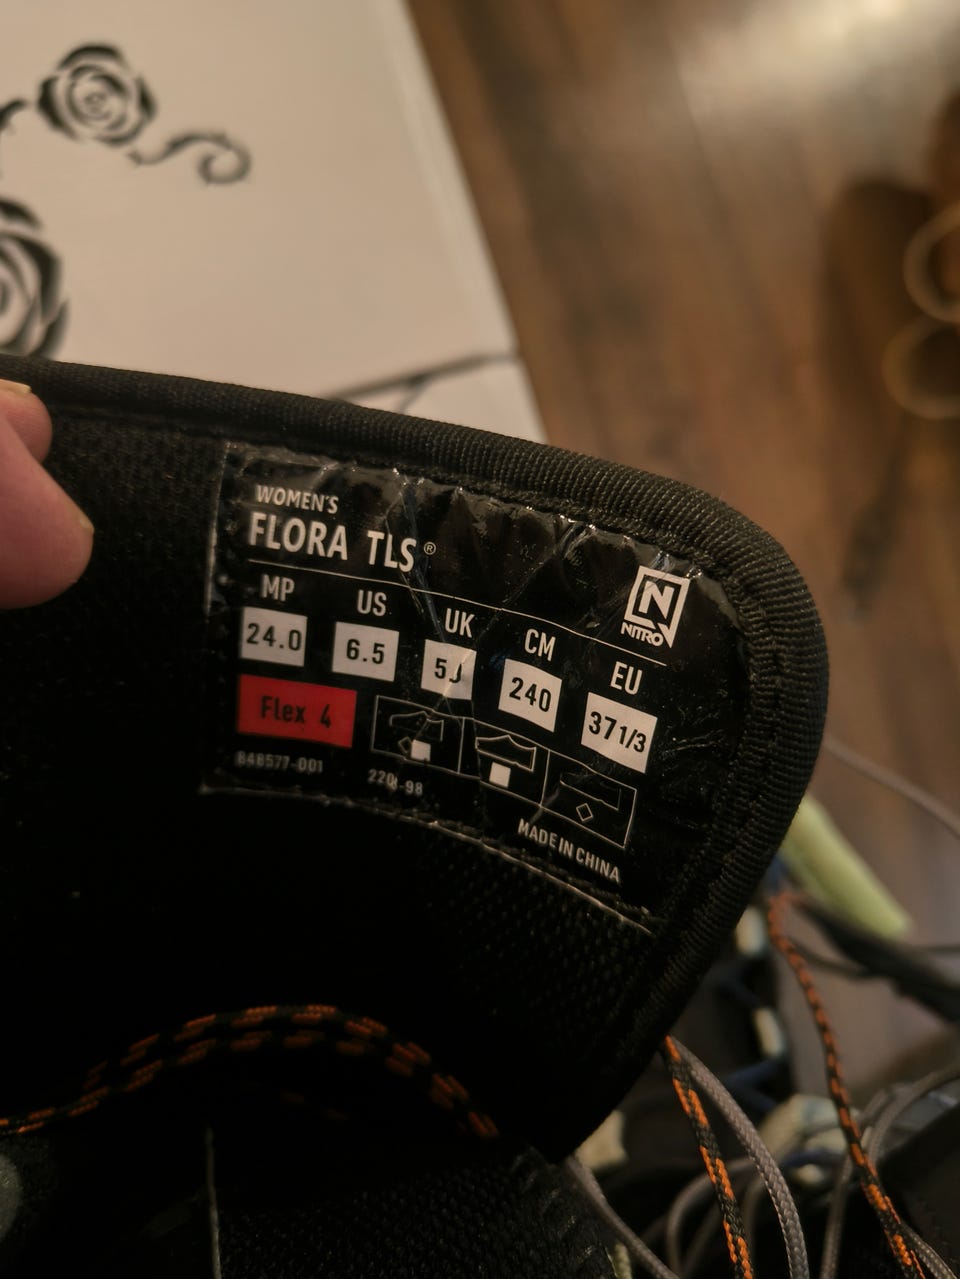 WOMEN'S
FLORA TLS®
NITRO
MP US UK CM EU
24.0 6.5 240 37 1/3
Flex 4
848577-001
MADE IN CHINA